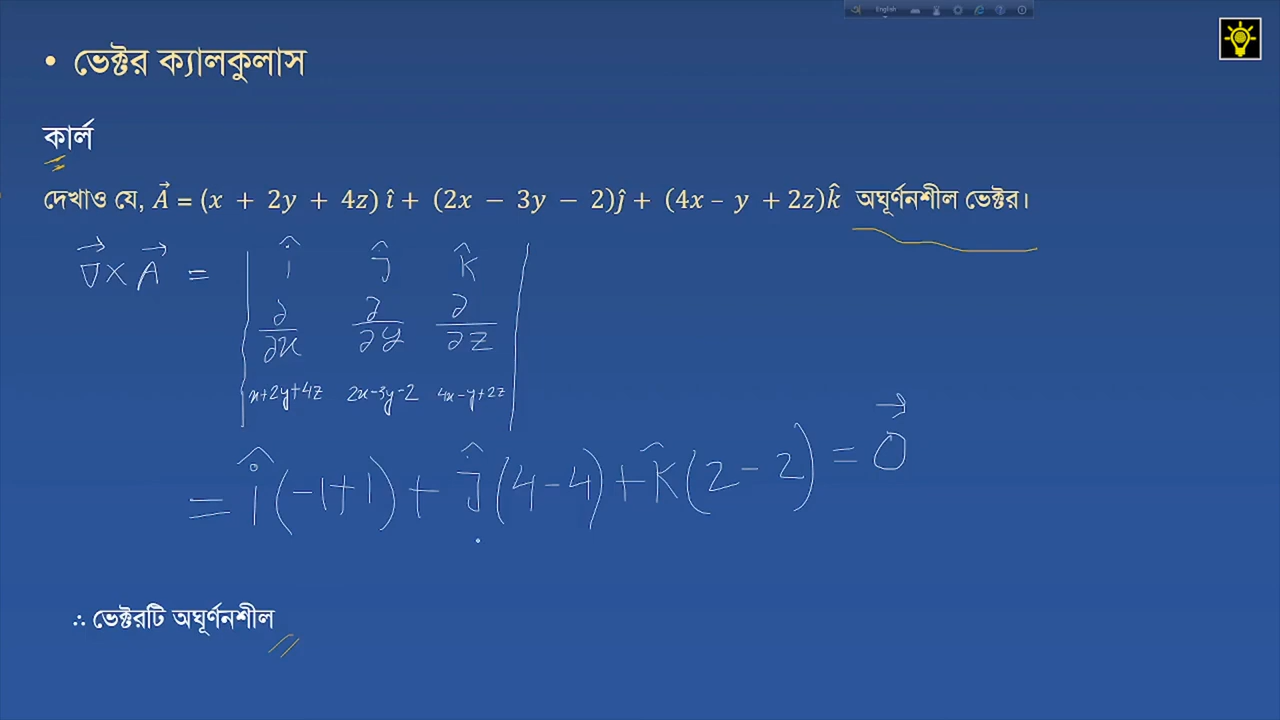 English
• ভেক্টর ক্যালকুলাস
কার্ল
দেখাও যে, A⃗ = (x + 2y + 4z) î + (2x − 3y − 2)ĵ + (4x – y + 2z)k̂ অঘূর্ণনশীল ভেক্টর।
∇⃗ × A⃗ = | î ĵ k̂ |
∂/∂x ∂/∂y ∂/∂z
x+2y+4z 2x-3y-2 4x-y+2z
= î(-1+1) + ĵ(4-4) + k̂(2-2) = 0⃗
∴ ভেক্টরটি অঘূর্ণনশীল